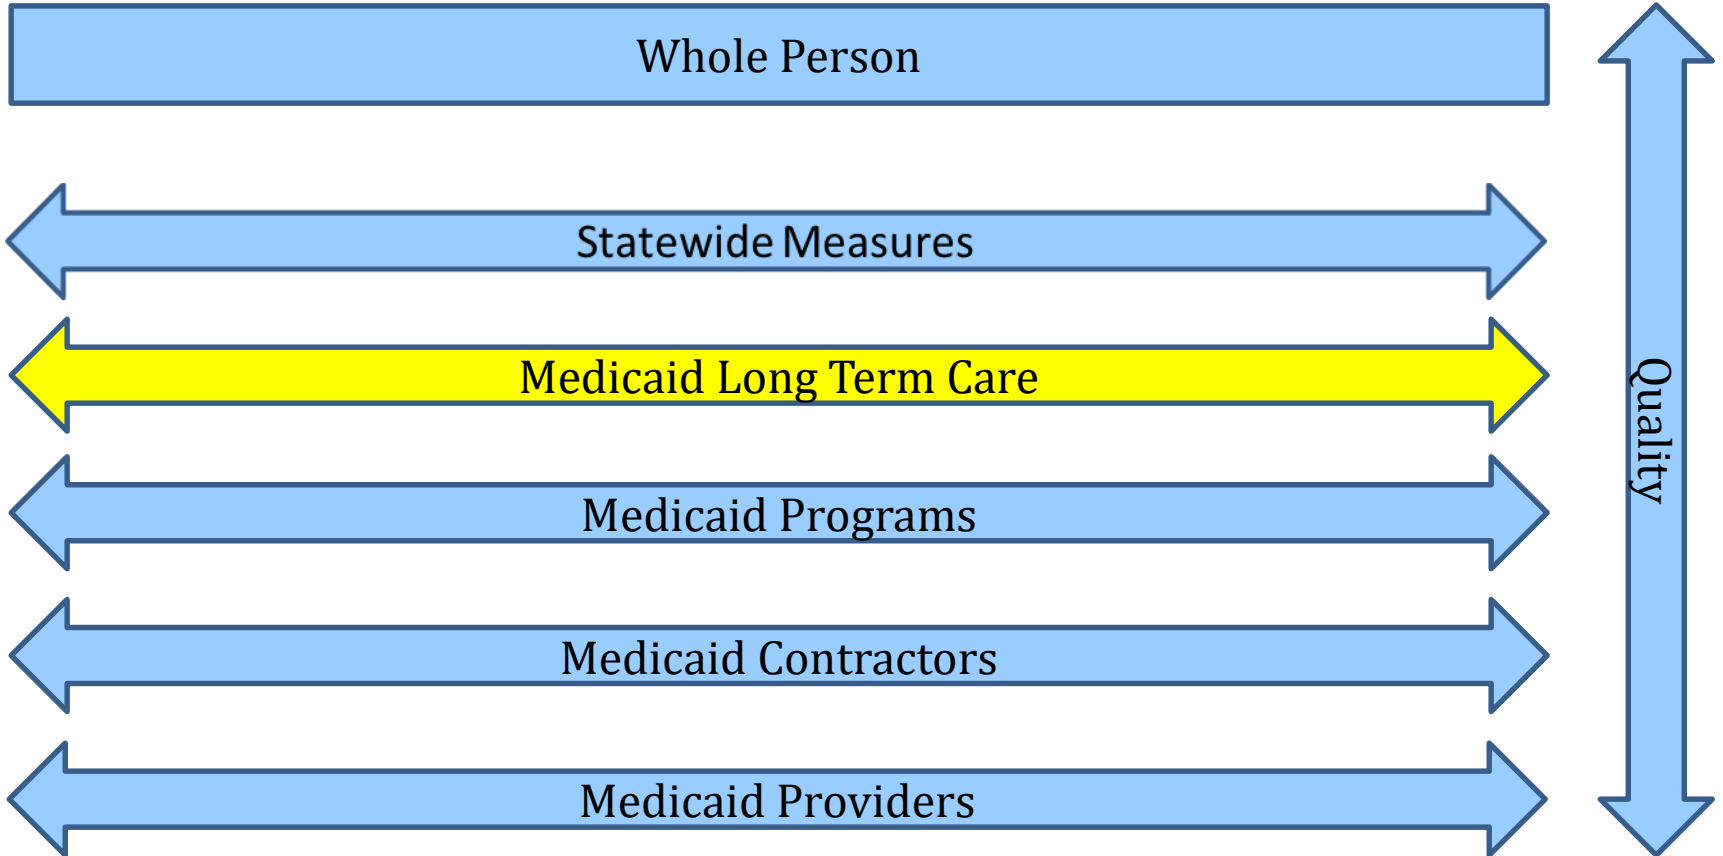 Whole Person
Statewide Measures
Medicaid Long Term Care
Medicaid Programs
Medicaid Contractors
Medicaid Providers
Quality